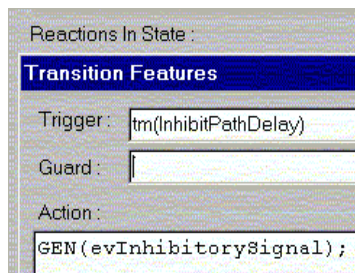 Reactions In State :
Transition Features
Trigger : tm(InhibitPathDelay)
Guard :
Action :
GEN(evInhibitorySignal);